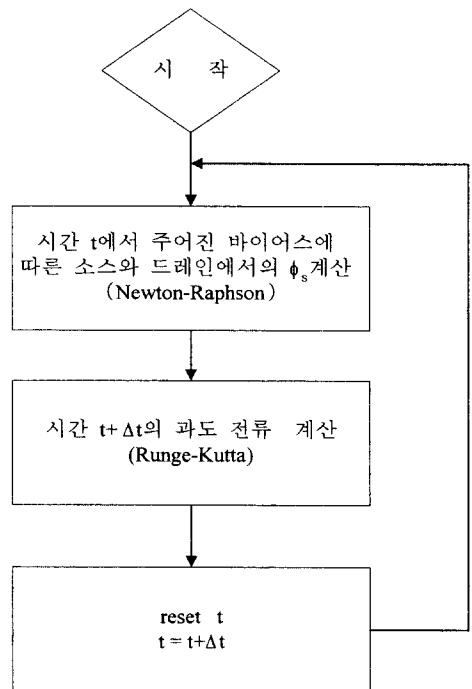 시 작
시간 t에서 주어진 바이어스에
따른 소스와 드레인에서의 ϕs계산
(Newton-Raphson)
시간 t+Δt의 과도 전류 계산
(Runge-Kutta)
reset t
t = t+Δt